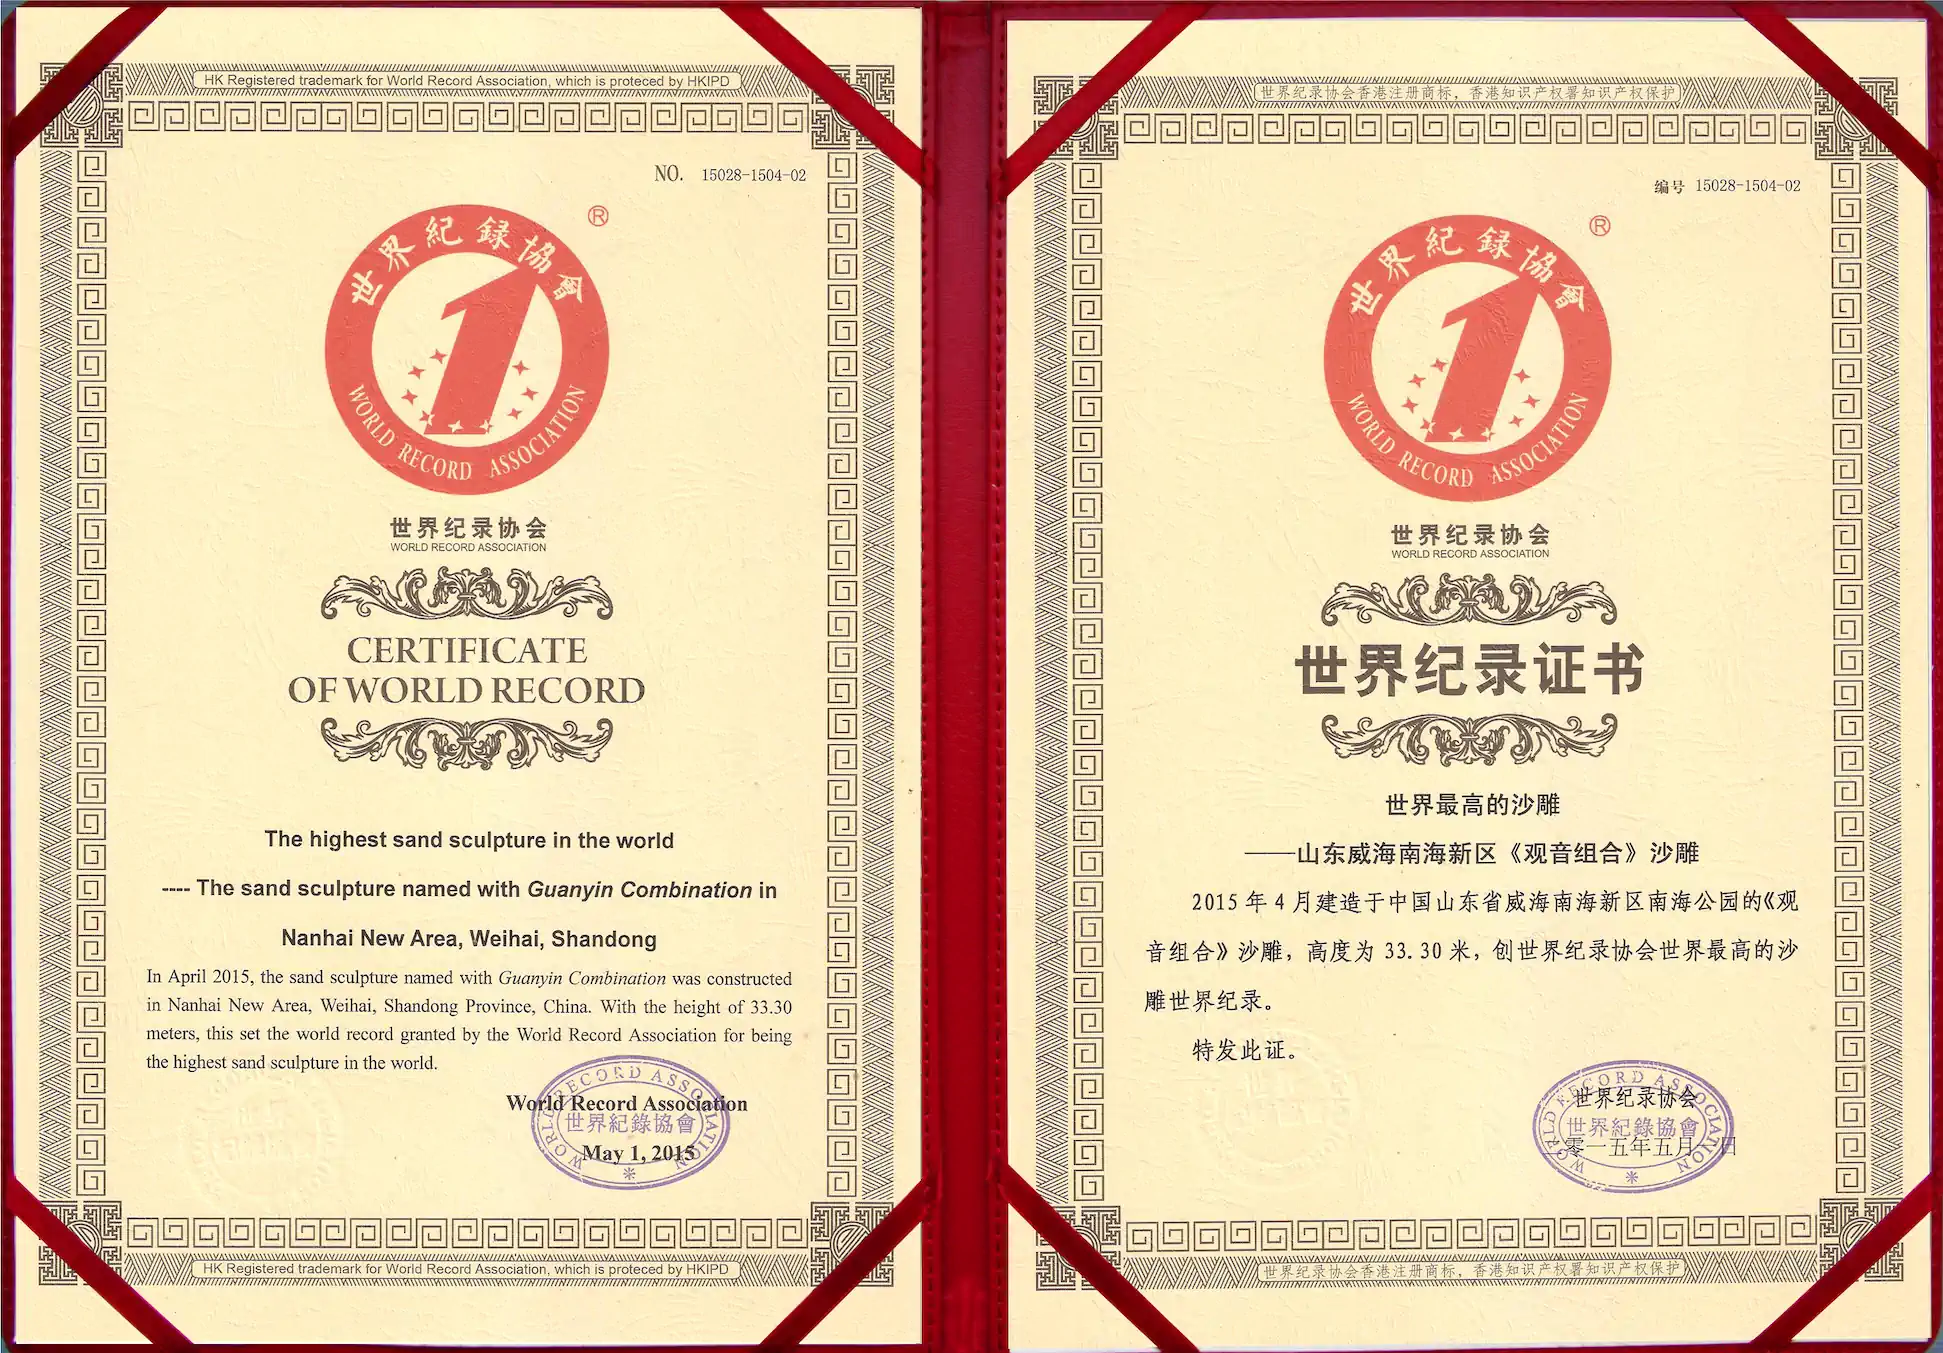 HK Registered trademark for World Record Association, which is proteced by HKIPD
NO. 15028-1504-02
世界紀録協會
®
WORLD RECORD ASSOCIATION
世界纪录协会
WORLD RECORD ASSOCIATION
CERTIFICATE
OF WORLD RECORD
The highest sand sculpture in the world
---- The sand sculpture named with Guanyin Combination in
Nanhai New Area, Weihai, Shandong
In April 2015, the sand sculpture named with Guanyin Combination was constructed
in Nanhai New Area, Weihai, Shandong Province, China. With the height of 33.30
meters, this set the world record granted by the World Record Association for being
the highest sand sculpture in the world.
World Record Association
May 1, 2015
WORLD RECORD ASSOCIATION
世界紀錄協會
HK Registered trademark for World Record Association, which is proteced by HKIPD
世界纪录协会香港注册商标，香港知识产权署知识产权保护
编号 15028-1504-02
世界紀録協會
®
WORLD RECORD ASSOCIATION
世界纪录协会
WORLD RECORD ASSOCIATION
世界纪录证书
世界最高的沙雕
——山东威海南海新区《观音组合》沙雕
2015 年 4 月建造于中国山东省威海南海新区南海公园的《观
音组合》沙雕，高度为 33.30 米，创世界纪录协会世界最高的沙
雕世界纪录。
特发此证。
世界纪录协会
零一五年五月 日
WORLD RECORD ASSOCIATION
世界紀錄協會
世界纪录协会香港注册商标，香港知识产权署知识产权保护